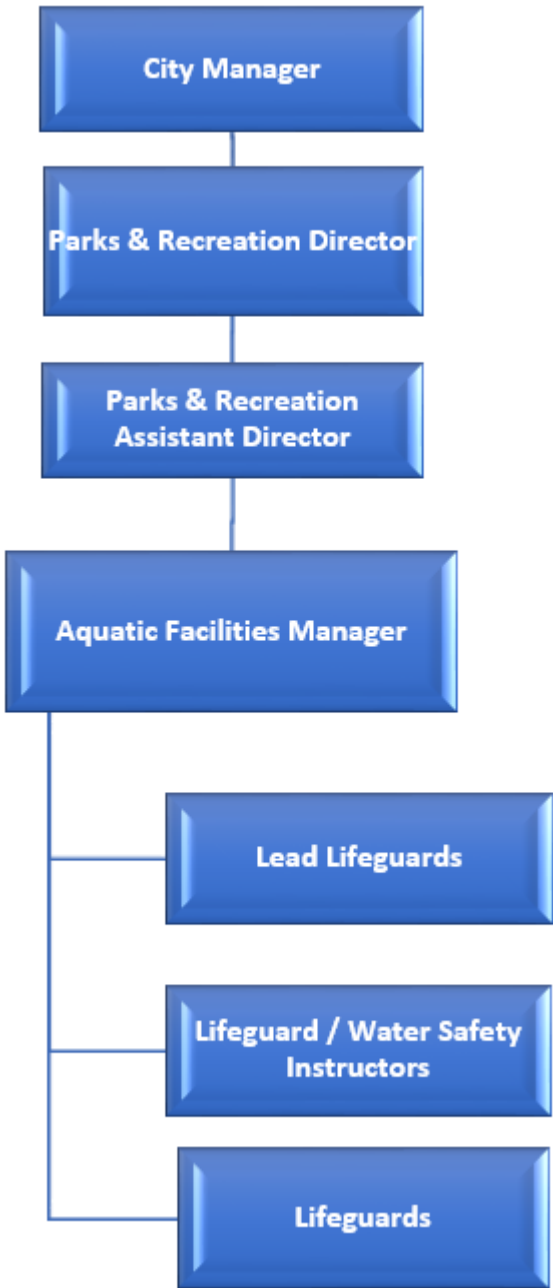 City Manager
Parks & Recreation Director
Parks & Recreation
Assistant Director
Aquatic Facilities Manager
Lead Lifeguards
Lifeguard / Water Safety
Instructors
Lifeguards